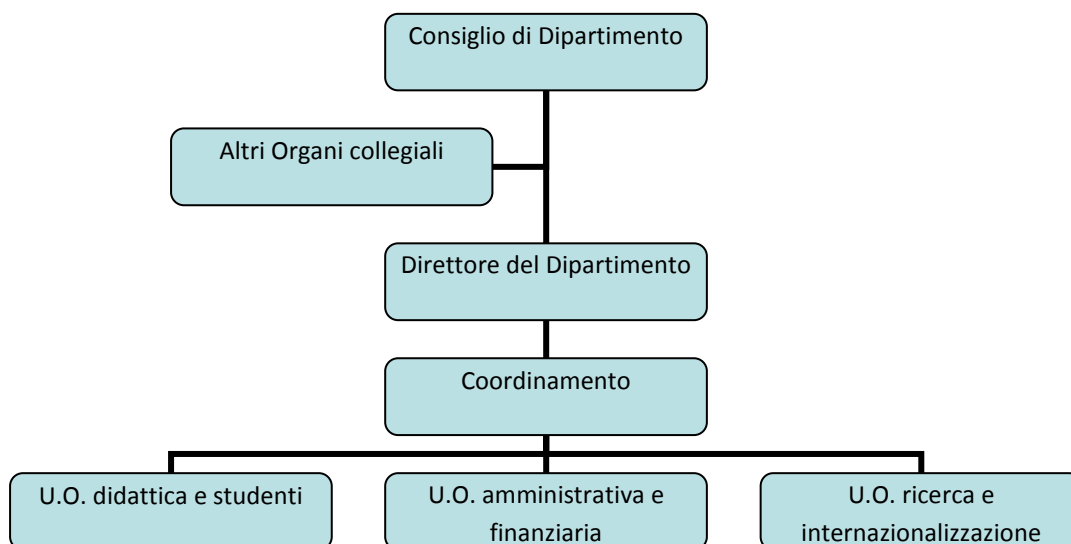 Consiglio di Dipartimento
Altri Organi collegiali
Direttore del Dipartimento
Coordinamento
U.O. didattica e studenti
U.O. amministrativa e
finanziaria
U.O. ricerca e
internazionalizzazione